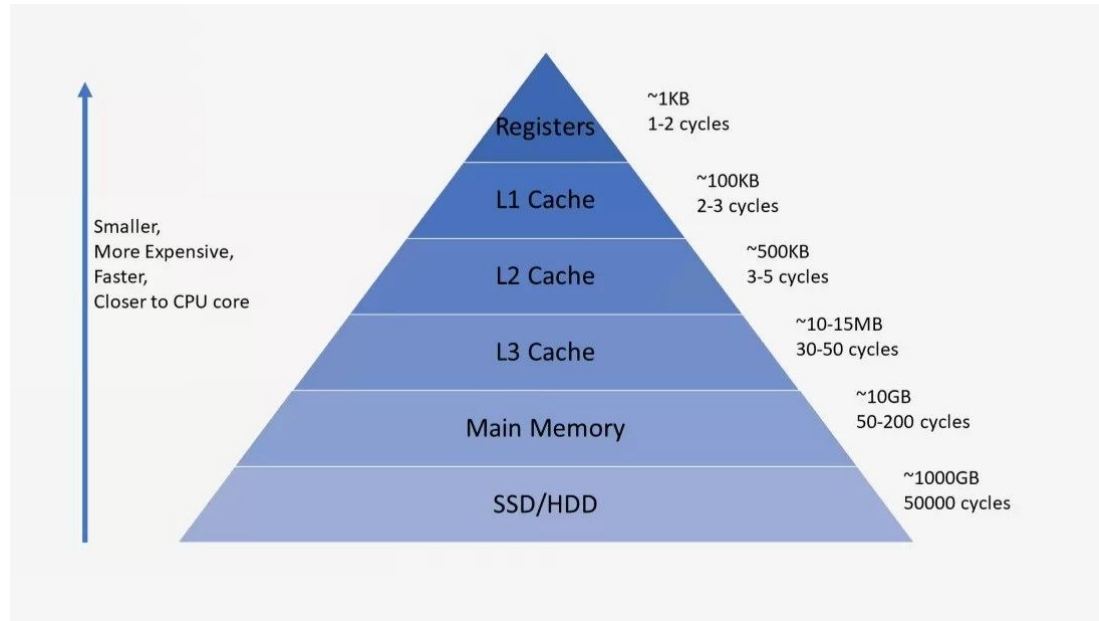 Registers
~1KB
1-2 cycles
L1 Cache
~100KB
2-3 cycles
Smaller,
More Expensive,
Faster,
Closer to CPU core
L2 Cache
~500KB
3-5 cycles
L3 Cache
~10-15MB
30-50 cycles
Main Memory
~10GB
50-200 cycles
SSD/HDD
~1000GB
50000 cycles